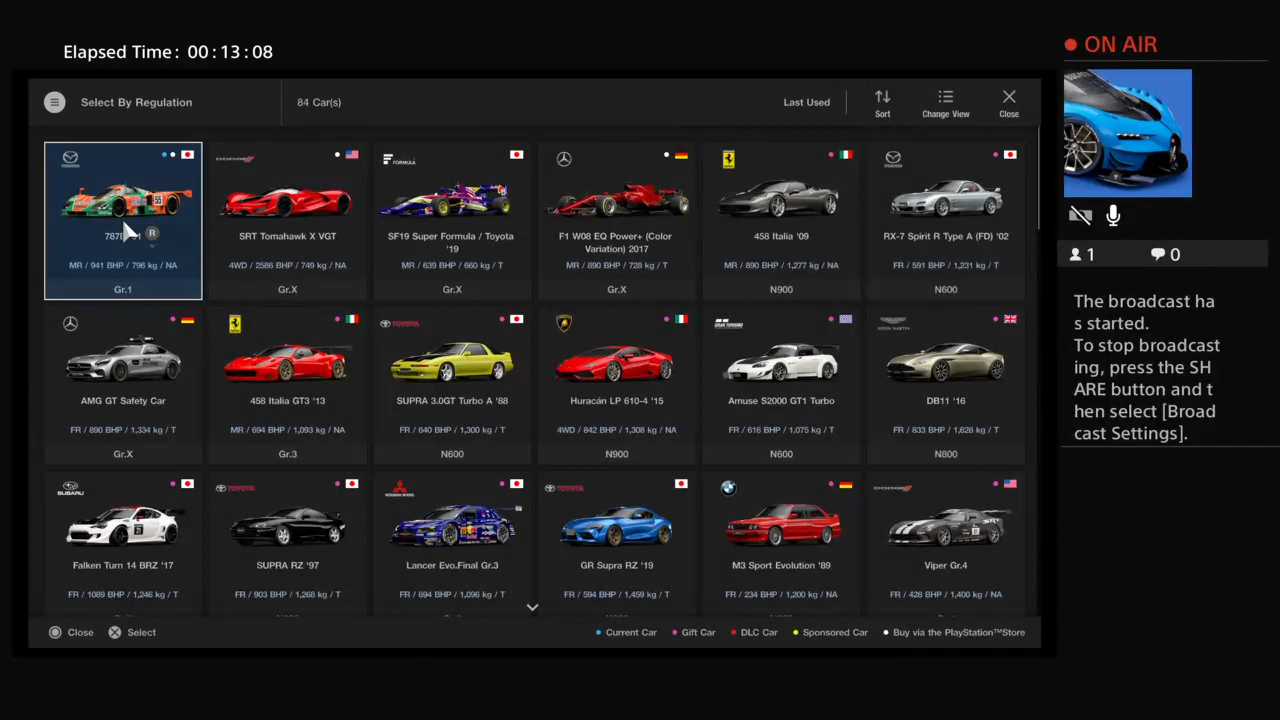 Elapsed Time: 00:13:08
ON AIR
Select By Regulation
84 Car(s)
Last Used
Sort
Change View
Close
MAZDA
DODGE
FORMULA
787B '91
SRT Tomahawk X VGT
SF19 Super Formula / Toyota '19
F1 W08 EQ Power+ (Color Variation) 2017
458 Italia '09
RX-7 Spirit R Type A (FD) '02
MR / 941 BHP / 796 kg / NA
4WD / 2586 BHP / 749 kg / NA
MR / 639 BHP / 660 kg / T
MR / 890 BHP / 728 kg / T
MR / 890 BHP / 1,277 kg / NA
FR / 591 BHP / 1,231 kg / T
Gr.1
Gr.X
Gr.X
Gr.X
N900
N600
TOYOTA
GRAN TURISMO
ASTON MARTIN
AMG GT Safety Car
458 Italia GT3 '13
SUPRA 3.0GT Turbo A '88
Huracán LP 610-4 '15
Amuse S2000 GT1 Turbo
DB11 '16
FR / 890 BHP / 1,334 kg / T
MR / 694 BHP / 1,093 kg / NA
FR / 640 BHP / 1,300 kg / T
4WD / 842 BHP / 1,308 kg / NA
FR / 616 BHP / 1,075 kg / T
FR / 833 BHP / 1,628 kg / T
Gr.X
Gr.3
N600
N900
N600
N800
SUBARU
TOYOTA
MITSUBISHI MOTORS
TOYOTA
DODGE
Falken Turn 14 BRZ '17
SUPRA RZ '97
Lancer Evo.Final Gr.3
GR Supra RZ '19
M3 Sport Evolution '89
Viper Gr.4
FR / 1089 BHP / 1,246 kg / T
FR / 903 BHP / 1,268 kg / T
FR / 694 BHP / 1,096 kg / T
FR / 594 BHP / 1,459 kg / T
FR / 234 BHP / 1,200 kg / NA
FR / 428 BHP / 1,400 kg / NA
Close
Select
Current Car
Gift Car
DLC Car
Sponsored Car
Buy via the PlayStation™Store
1
0
The broadcast ha
s started.
To stop broadcast
ing, press the SH
ARE button and t
hen select [Broad
cast Settings].